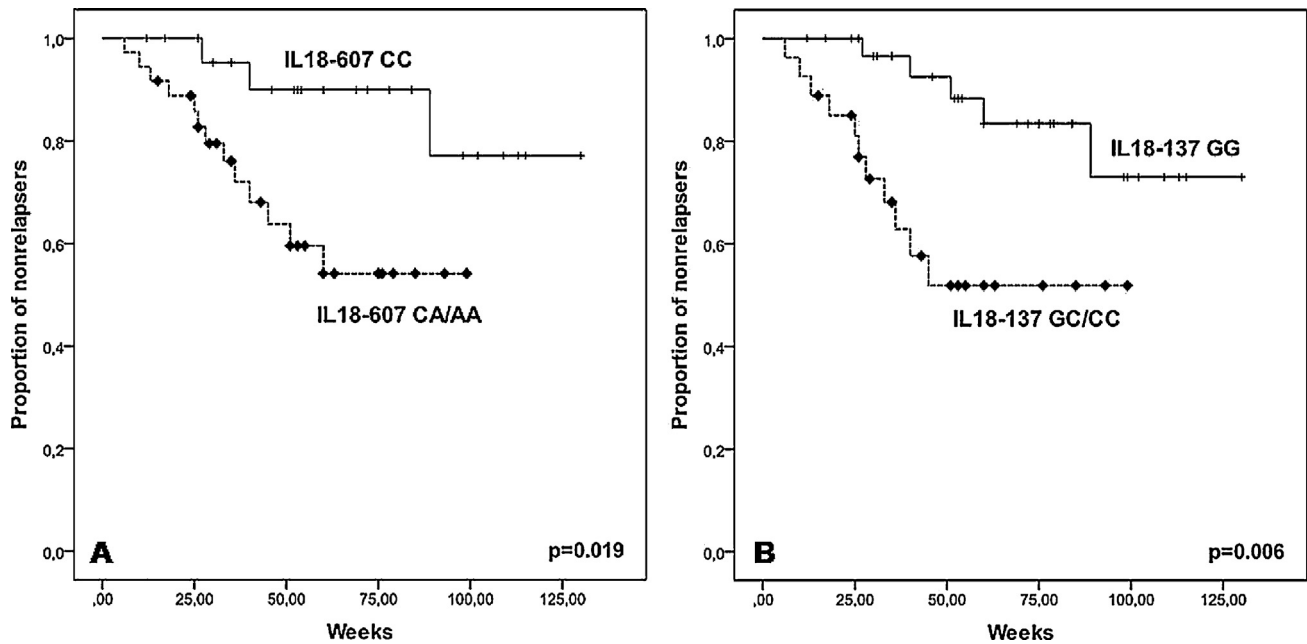 Proportion of nonrelapsers
1,0
0,8
0,6
0,4
0,2
0,0
IL18-607 CC
IL18-607 CA/AA
A
p=0.019
,00
25,00
50,00
75,00
100,00
125,00
Weeks
Proportion of nonrelapsers
1,0
0,8
0,6
0,4
0,2
0,0
IL18-137 GG
IL18-137 GC/CC
B
p=0.006
,00
25,00
50,00
75,00
100,00
125,00
Weeks